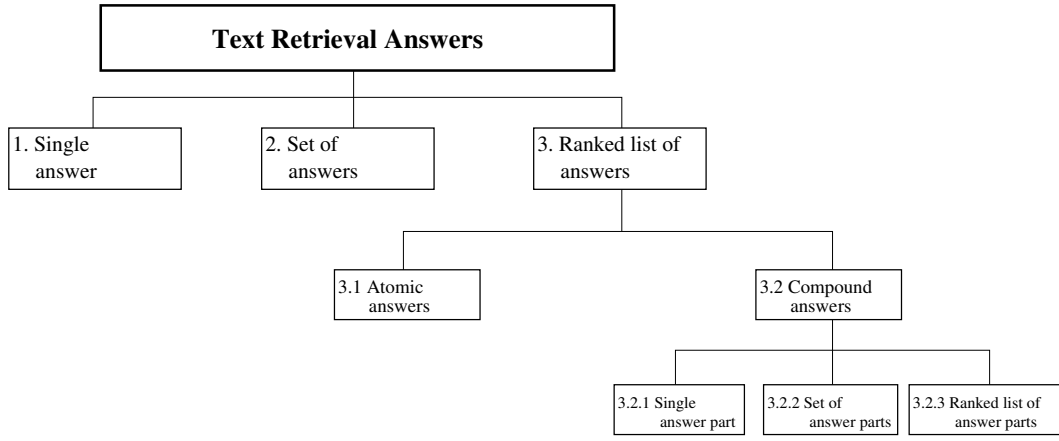 Text Retrieval Answers
1. Single
answer
2. Set of
answers
3. Ranked list of
answers
3.1 Atomic
answers
3.2 Compound
answers
3.2.1 Single
answer part
3.2.2 Set of
answer parts
3.2.3 Ranked list of
answer parts